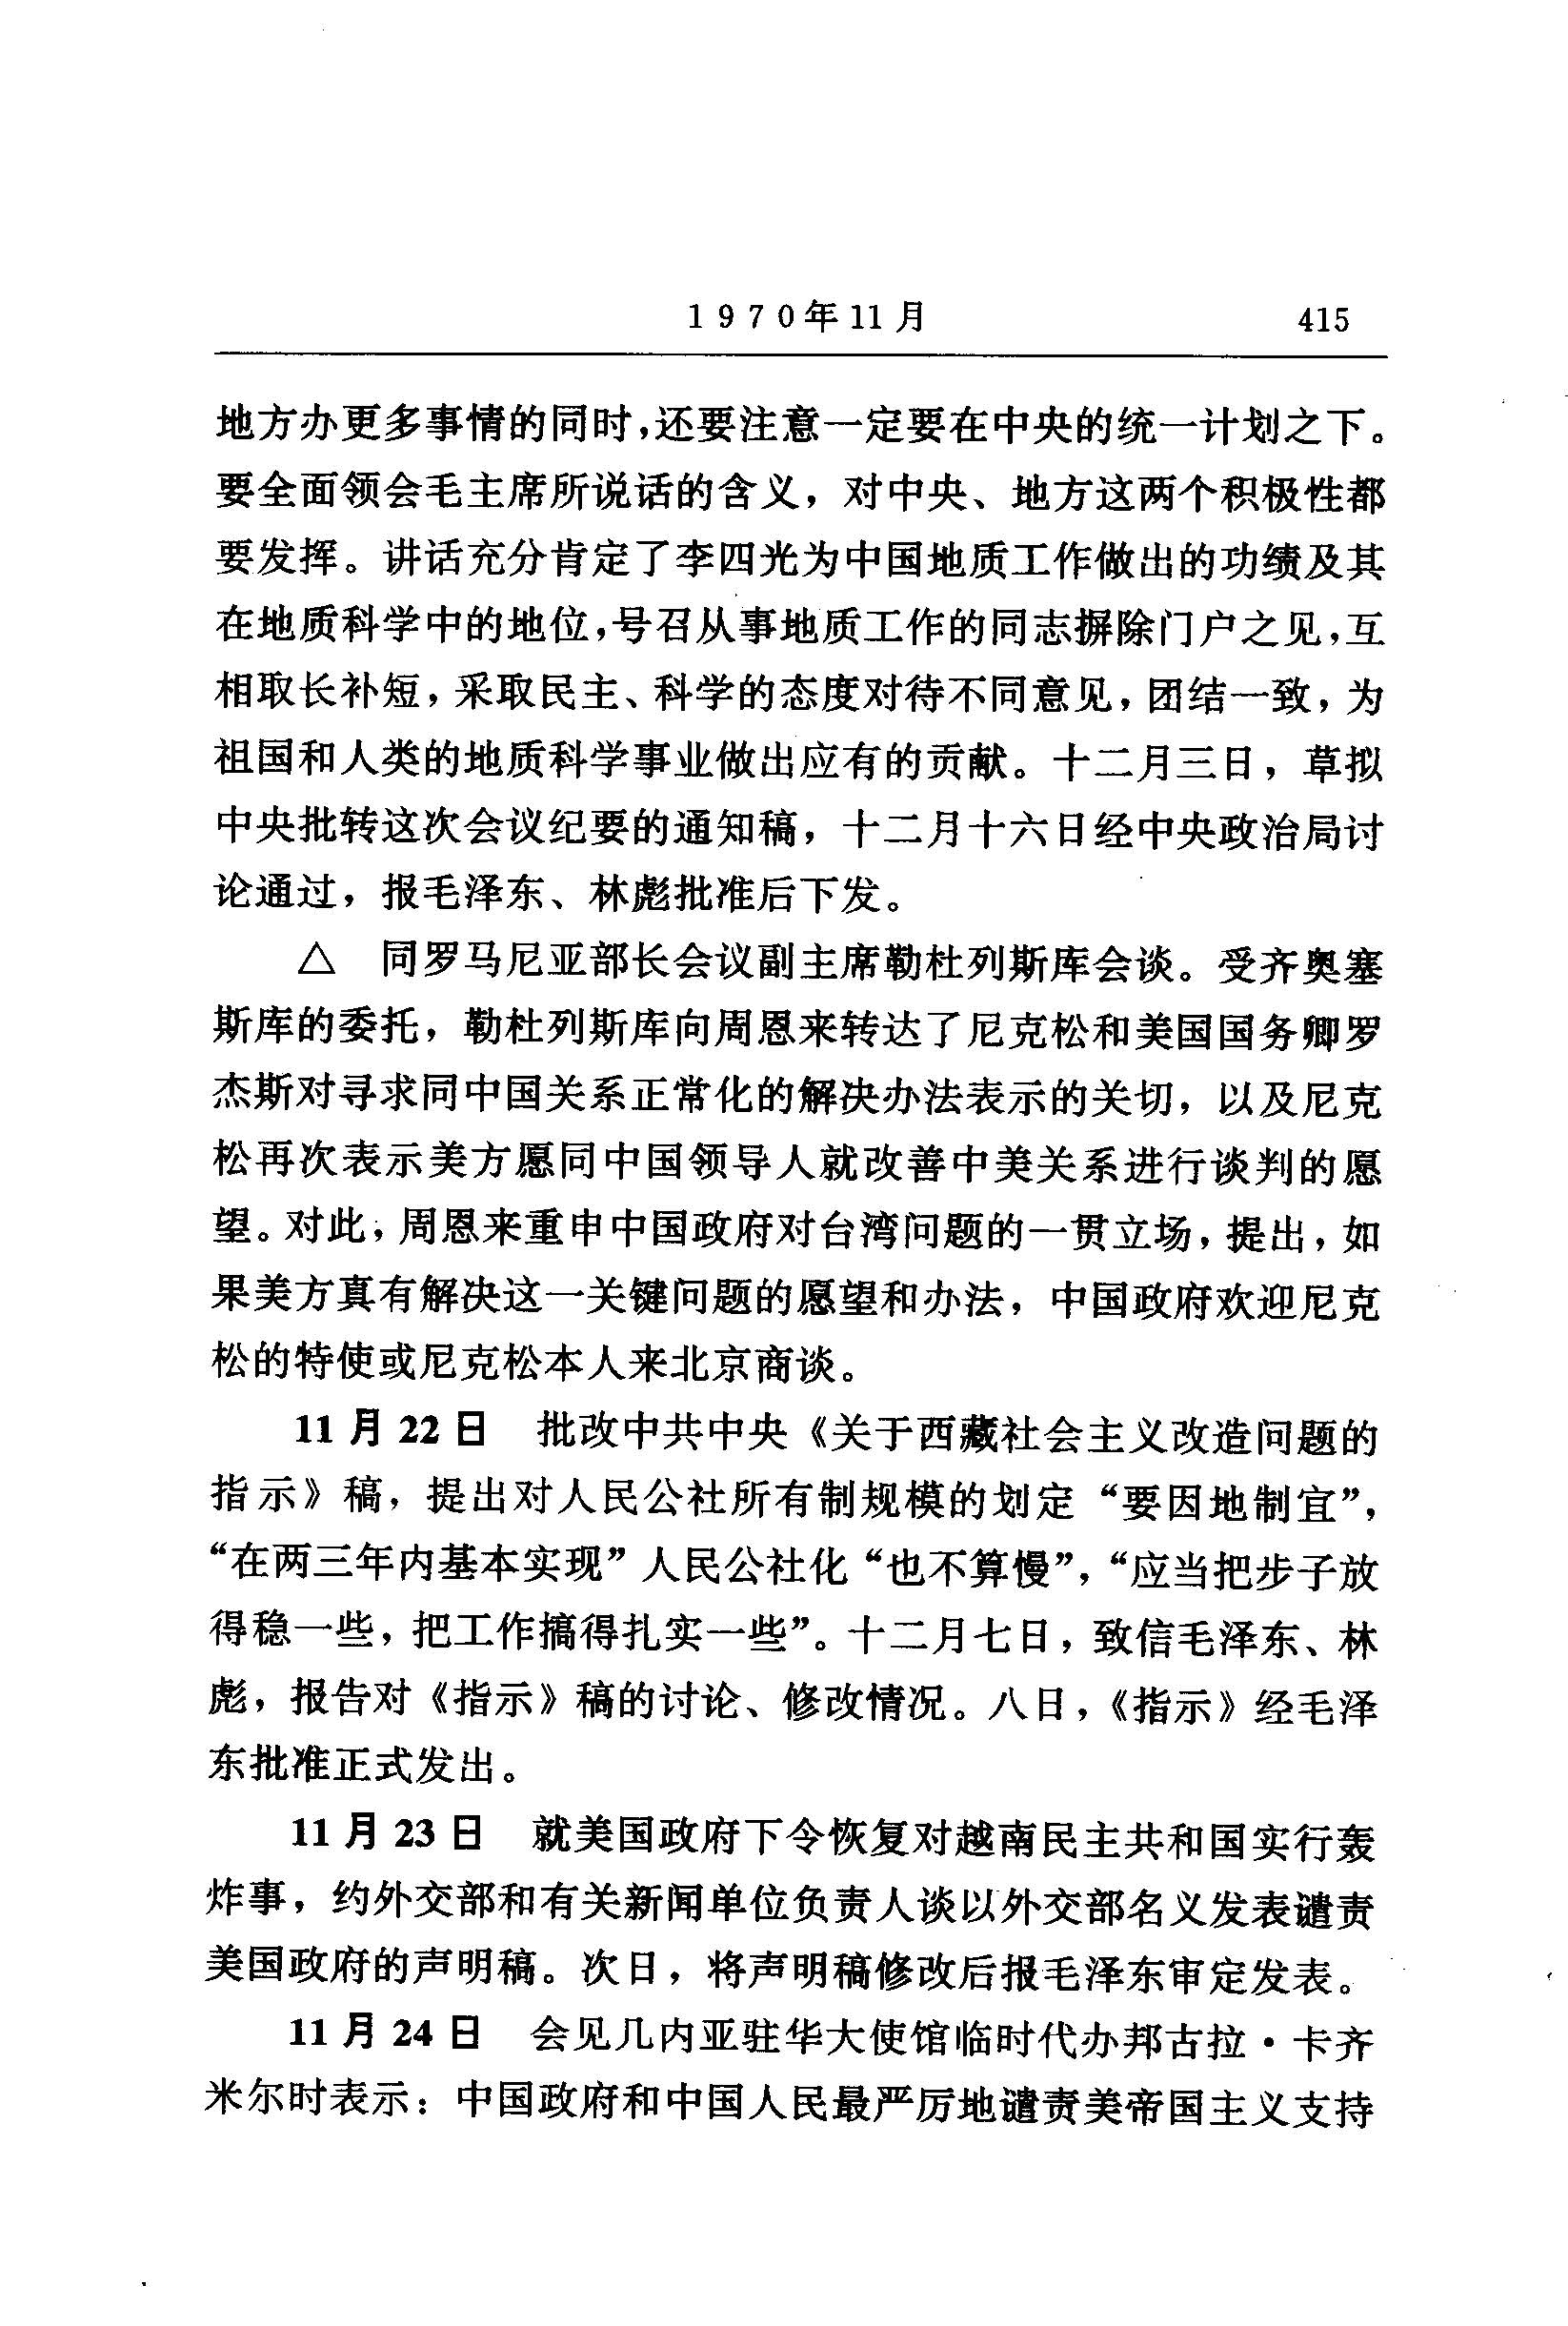 1970年11月 415
地方办更多事情的同时,还要注意一定要在中央的统一计划之下。
要全面领会毛主席所说话的含义，对中央、地方这两个积极性都
要发挥。讲话充分肯定了李四光为中国地质工作做出的功绩及其
在地质科学中的地位,号召从事地质工作的同志摒除门户之见,互
相取长补短，采取民主、科学的态度对待不同意见，团结一致，为
祖国和人类的地质科学事业做出应有的贡献。十二月三日，草拟
中央批转这次会议纪要的通知稿，十二月十六日经中央政治局讨
论通过，报毛泽东、林彪批准后下发。
△ 同罗马尼亚部长会议副主席勒杜列斯库会谈。受齐奥塞
斯库的委托，勒杜列斯库向周恩来转达了尼克松和美国国务卿罗
杰斯对寻求同中国关系正常化的解决办法表示的关切，以及尼克
松再次表示美方愿同中国领导人就改善中美关系进行谈判的愿
望。对此，周恩来重申中国政府对台湾问题的一贯立场，提出，如
果美方真有解决这一关键问题的愿望和办法，中国政府欢迎尼克
松的特使或尼克松本人来北京商谈。
11月22日 批改中共中央《关于西藏社会主义改造问题的
指示》稿，提出对人民公社所有制规模的划定“要因地制宜”，
“在两三年内基本实现”人民公社化“也不算慢”，“应当把步子放
得稳一些，把工作搞得扎实一些”。十二月七日，致信毛泽东、林
彪，报告对《指示》稿的讨论、修改情况。八日，《指示》经毛泽
东批准正式发出。
11月23日 就美国政府下令恢复对越南民主共和国实行轰
炸事，约外交部和有关新闻单位负责人谈以外交部名义发表谴责
美国政府的声明稿。次日，将声明稿修改后报毛泽东审定发表。
11月24日 会见几内亚驻华大使馆临时代办邦古拉·卡齐
米尔时表示：中国政府和中国人民最严厉地谴责美帝国主义支持